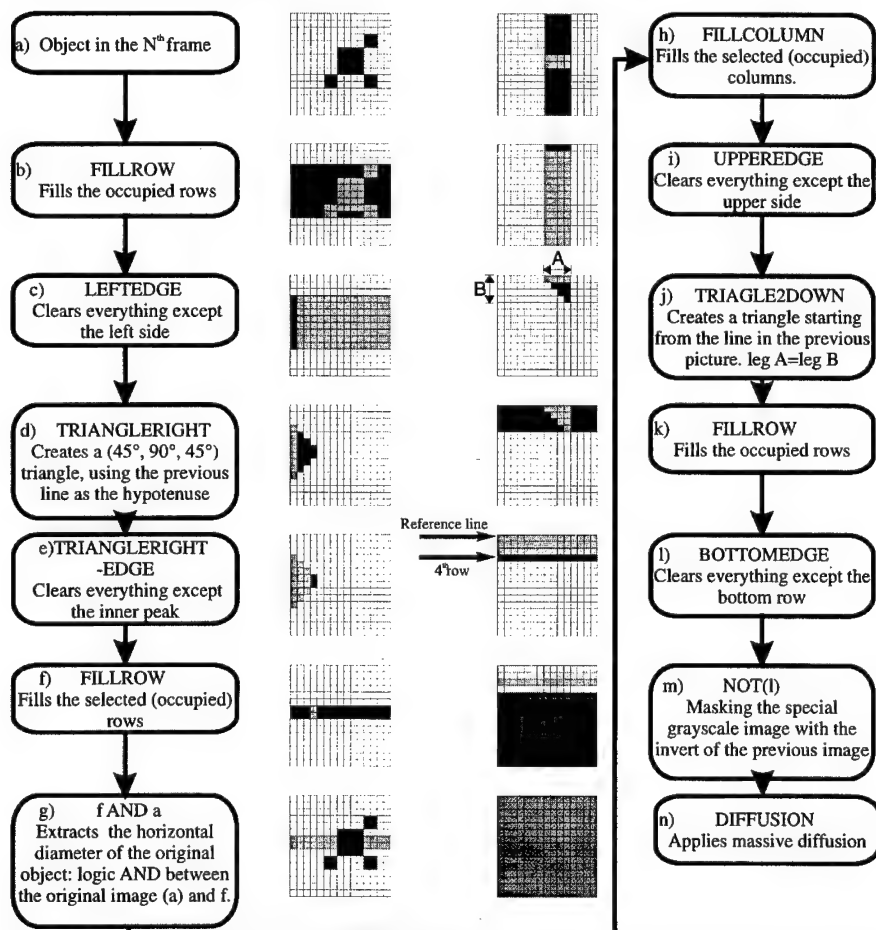 a) Object in the Nth frame
b) FILLROW
Fills the occupied rows
c) LEFTEDGE
Clears everything except
the left side
d) TRIANGLERIGHT
Creates a (45°, 90°, 45°)
triangle, using the previous
line as the hypotenuse
e)TRIANGLERIGHT
-EDGE
Clears everything except
the inner peak
f) FILLROW
Fills the selected (occupied)
rows
g) f AND a
Extracts the horizontal
diameter of the original
object: logic AND between
the original image (a) and f.
A
B
Reference line
4th row
h) FILLCOLUMN
Fills the selected (occupied)
columns.
i) UPPEREDGE
Clears everything except the
upper side
j) TRIAGLE2DOWN
Creates a triangle starting
from the line in the previous
picture. leg A=leg B
k) FILLROW
Fills the occupied rows
l) BOTTOMEDGE
Clears everything except the
bottom row
m) NOT(l)
Masking the special
grayscale image with the
invert of the previous image
n) DIFFUSION
Applies massive diffusion